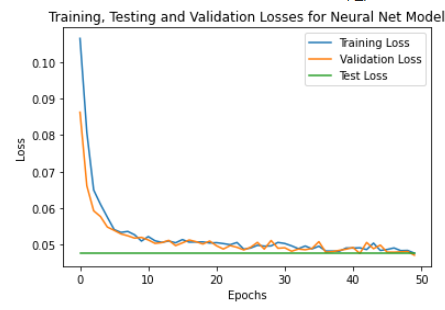 Training, Testing and Validation Losses for Neural Net Model
Training Loss
Validation Loss
Test Loss
Loss
0.10
0.09
0.08
0.07
0.06
0.05
0 10 20 30 40 50
Epochs